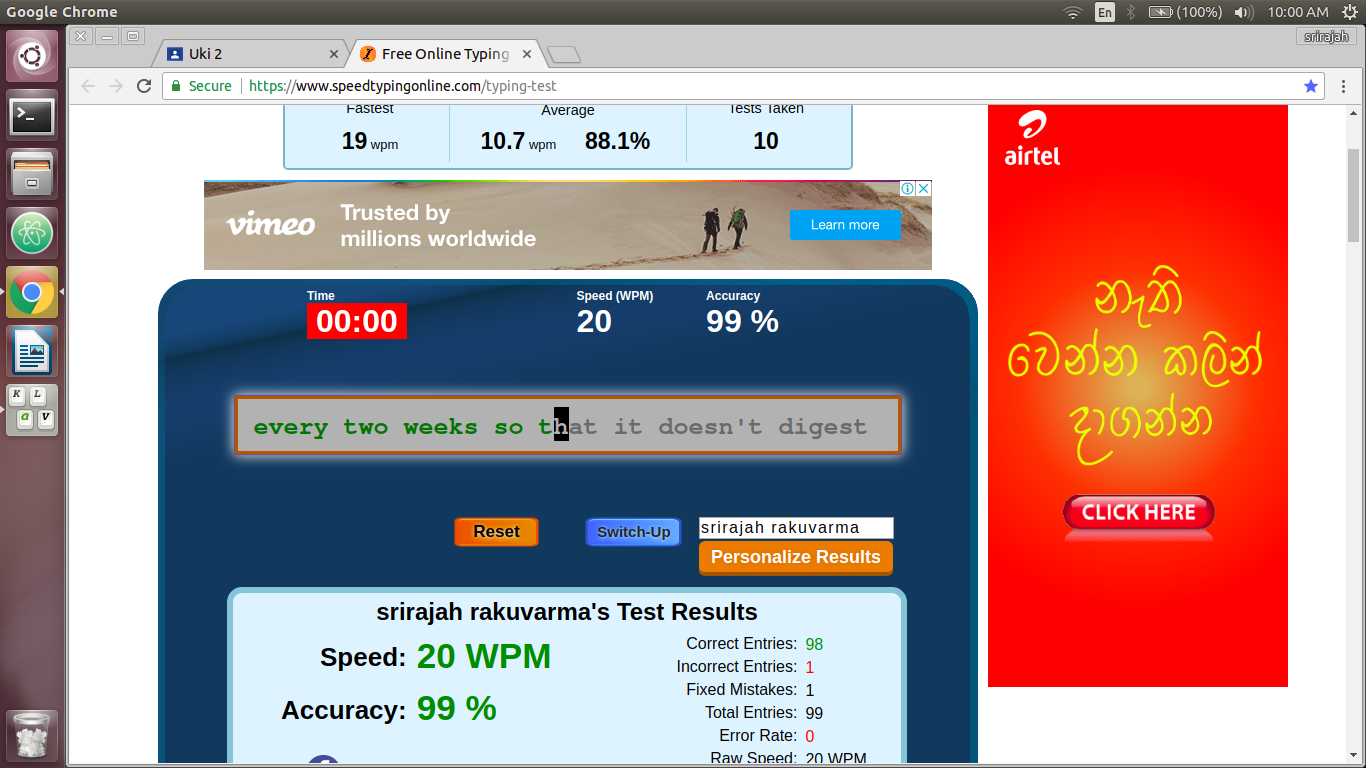 Google Chrome
En
(100%)
10:00 AM
srirajah
Uki 2
Free Online Typing
Secure
https://www.speedtypingonline.com/typing-test
Fastest
Average
Tests Taken
19 wpm
10.7 wpm
88.1%
10
vimeo
Trusted by
millions worldwide
Learn more
Time
00:00
Speed (WPM)
20
Accuracy
99 %
every two weeks so that it doesn't digest
Reset
Switch-Up
srirajah rakuvarma
Personalize Results
srirajah rakuvarma's Test Results
Speed: 20 WPM
Accuracy: 99 %
Correct Entries: 98
Incorrect Entries: 1
Fixed Mistakes: 1
Total Entries: 99
Error Rate: 0
Raw Speed: 20 WPM
airtel
නැති
වෙන්න කලින්
දාගන්න
CLICK HERE
K
L
a
v